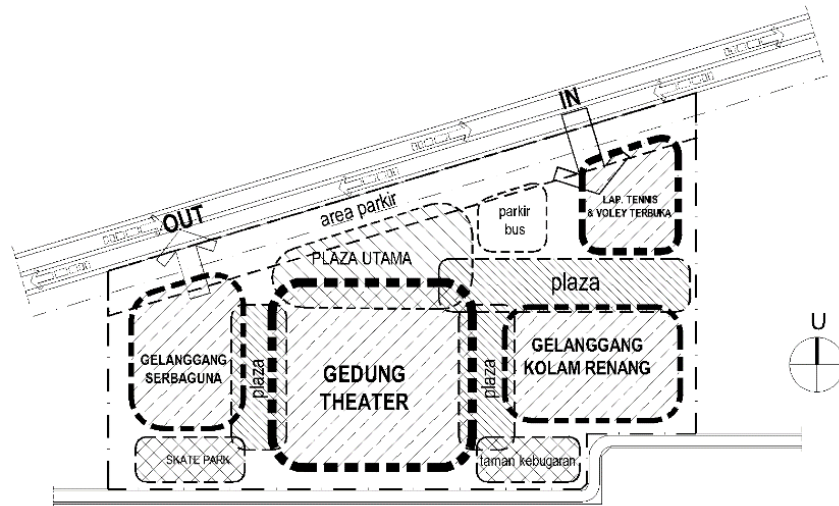 IN
OUT
area parkir
parkir
bus
LAP. TENNIS
& VOLEY TERBUKA
PLAZA UTAMA
plaza
U
GELANGGANG
SERBAGUNA
plaza
GEDUNG
THEATER
plaza
GELANGGANG
KOLAM RENANG
SKATE PARK
taman kebugaran